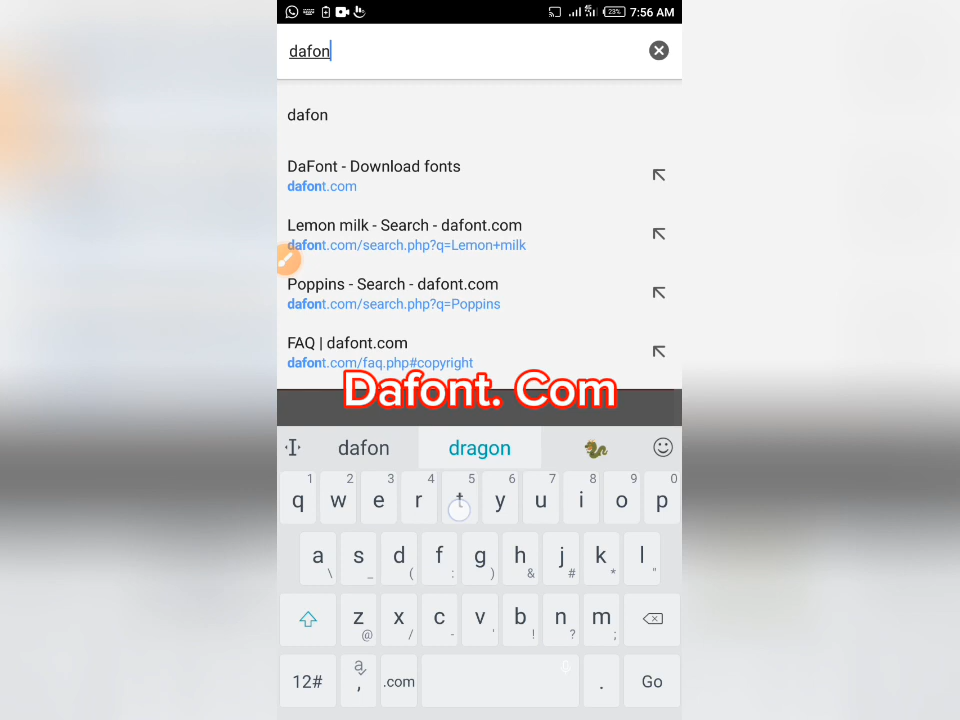 4G 23% 7:56 AM
dafon
dafon
DaFont - Download fonts
dafont.com
Lemon milk - Search - dafont.com
dafont.com/search.php?q=Lemon+milk
Poppins - Search - dafont.com
dafont.com/search.php?q=Poppins
FAQ | dafont.com
dafont.com/faq.php#copyright
Dafont. Com
dafon dragon
1 2 3 4 5 6 7 8 9 0
q w e r t y u i o p
a s d f g h j k l
\ _ ( : ) & # * "
z x c v b n m
@ / - ' ! ? ;
12# a , .com . Go